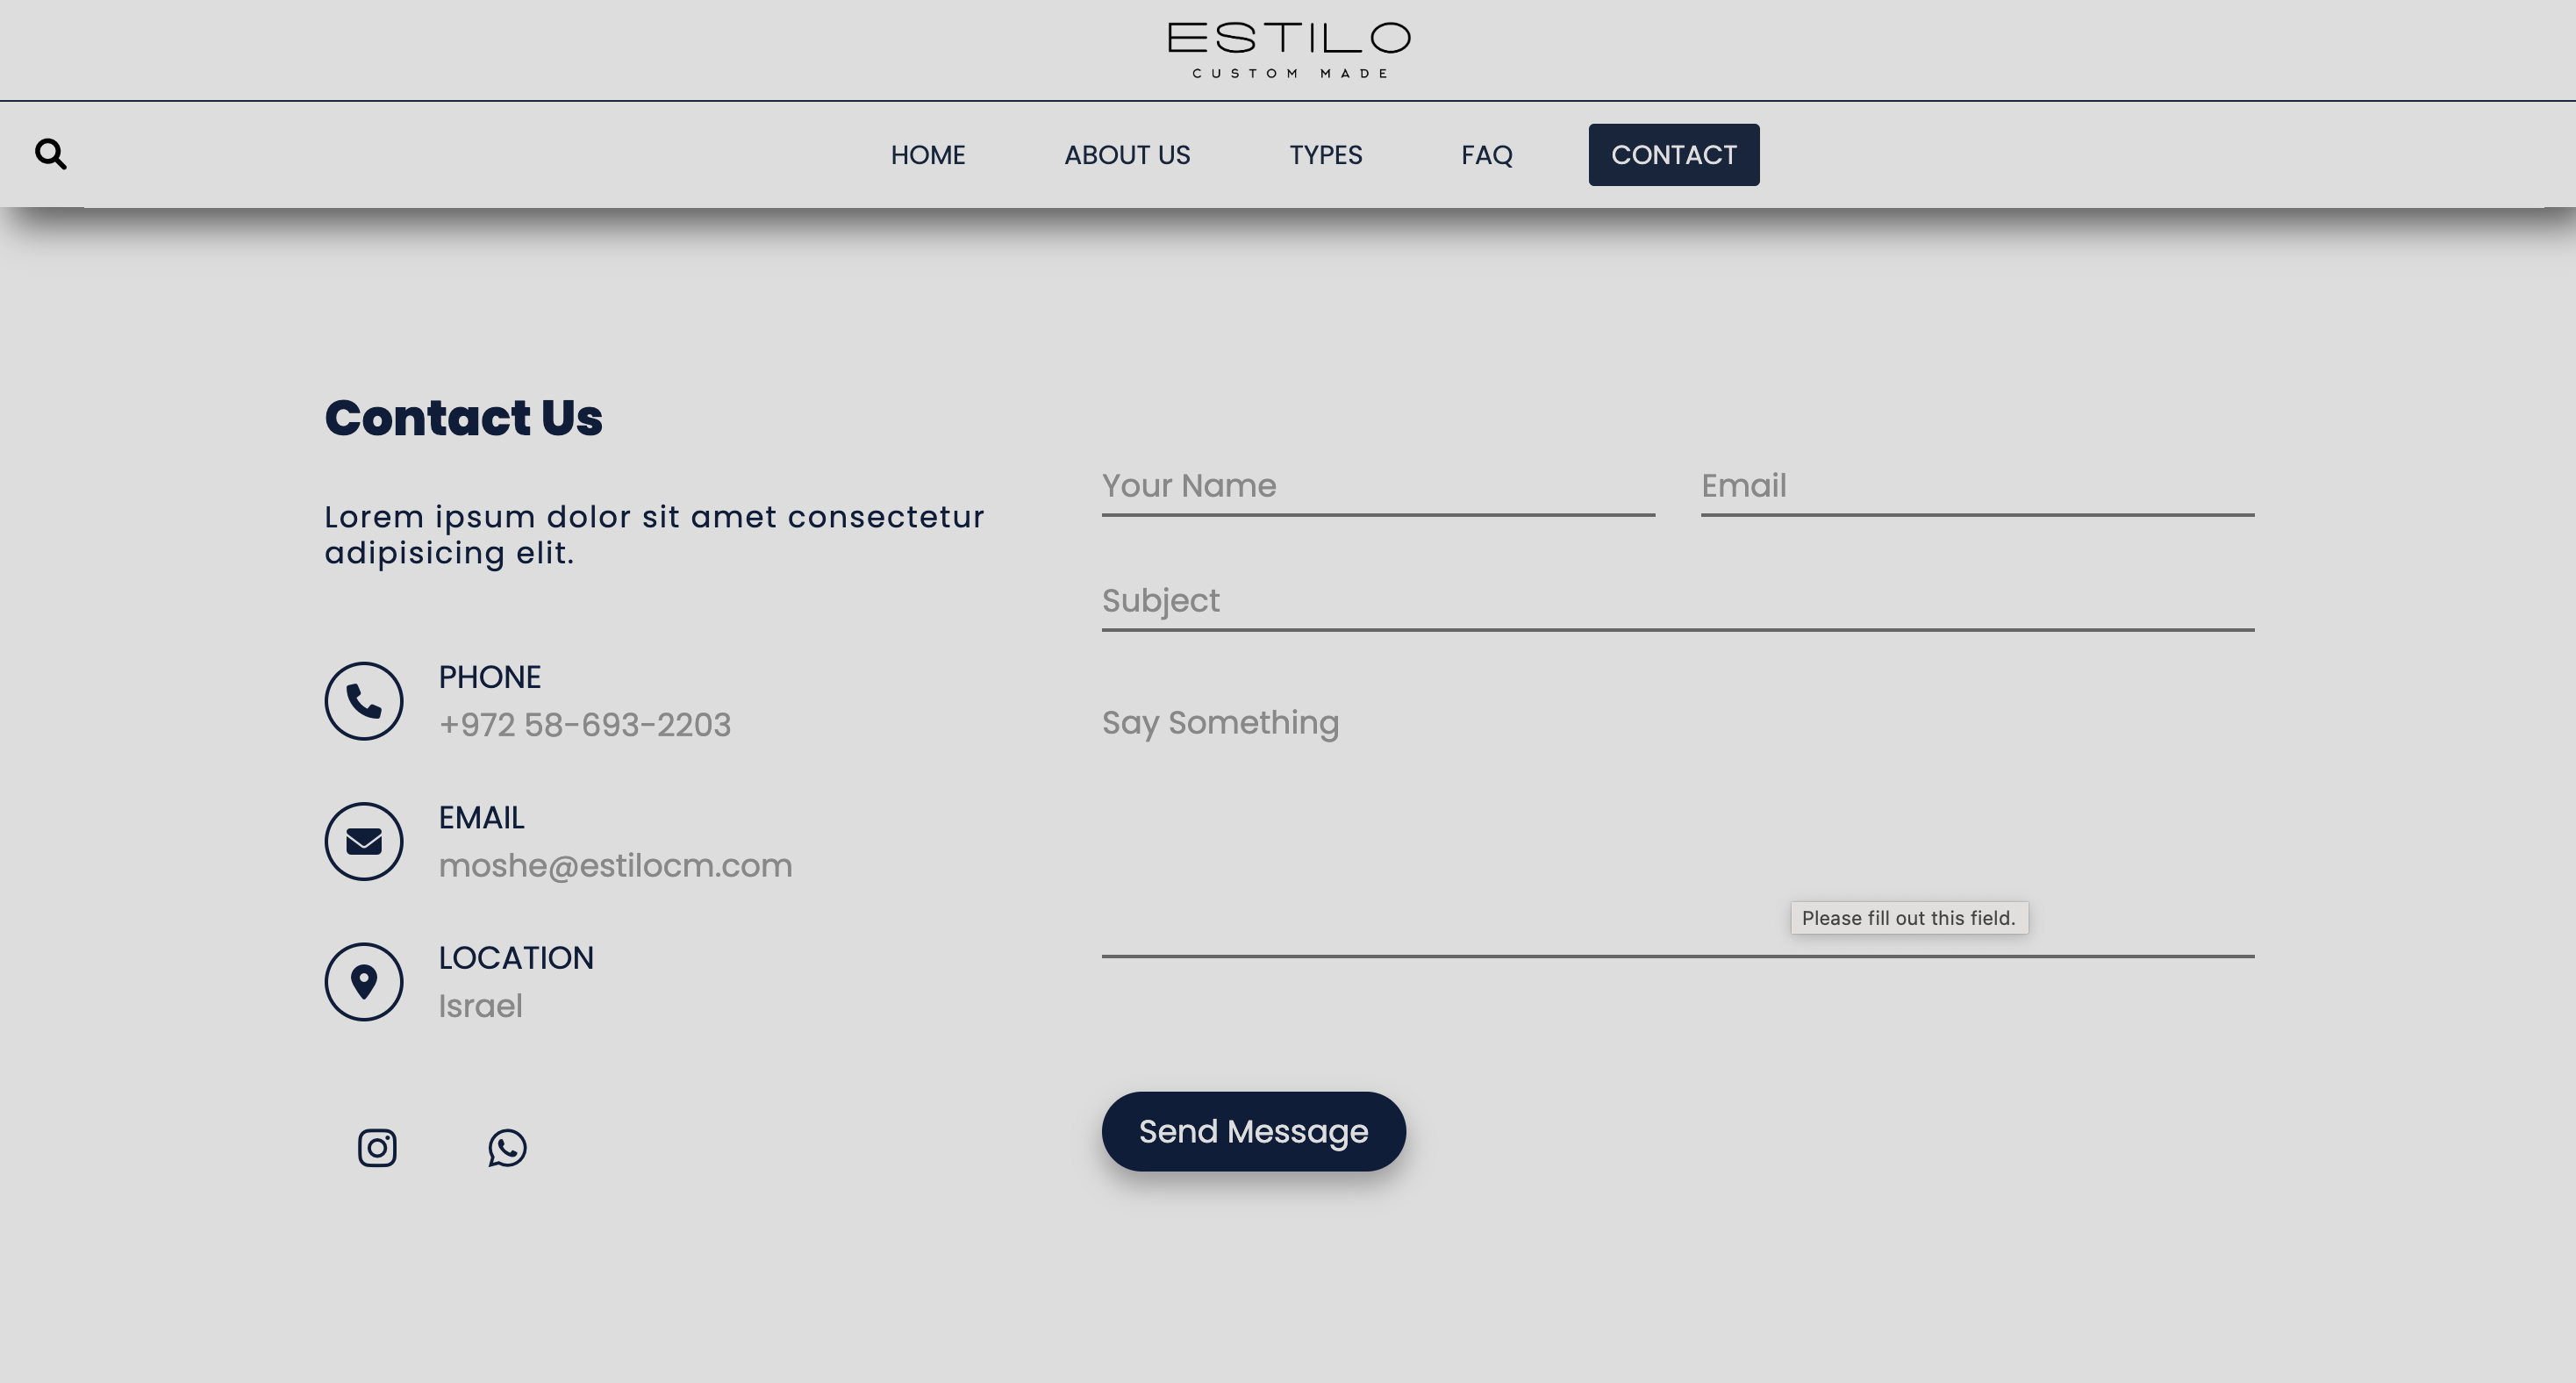 ESTILO
CUSTOM MADE
HOME ABOUT US TYPES FAQ CONTACT
Contact Us
Lorem ipsum dolor sit amet consectetur
adipisicing elit.
PHONE
+972 58-693-2203
EMAIL
moshe@estilocm.com
LOCATION
Israel
Your Name
Email
Subject
Say Something
Please fill out this field.
Send Message